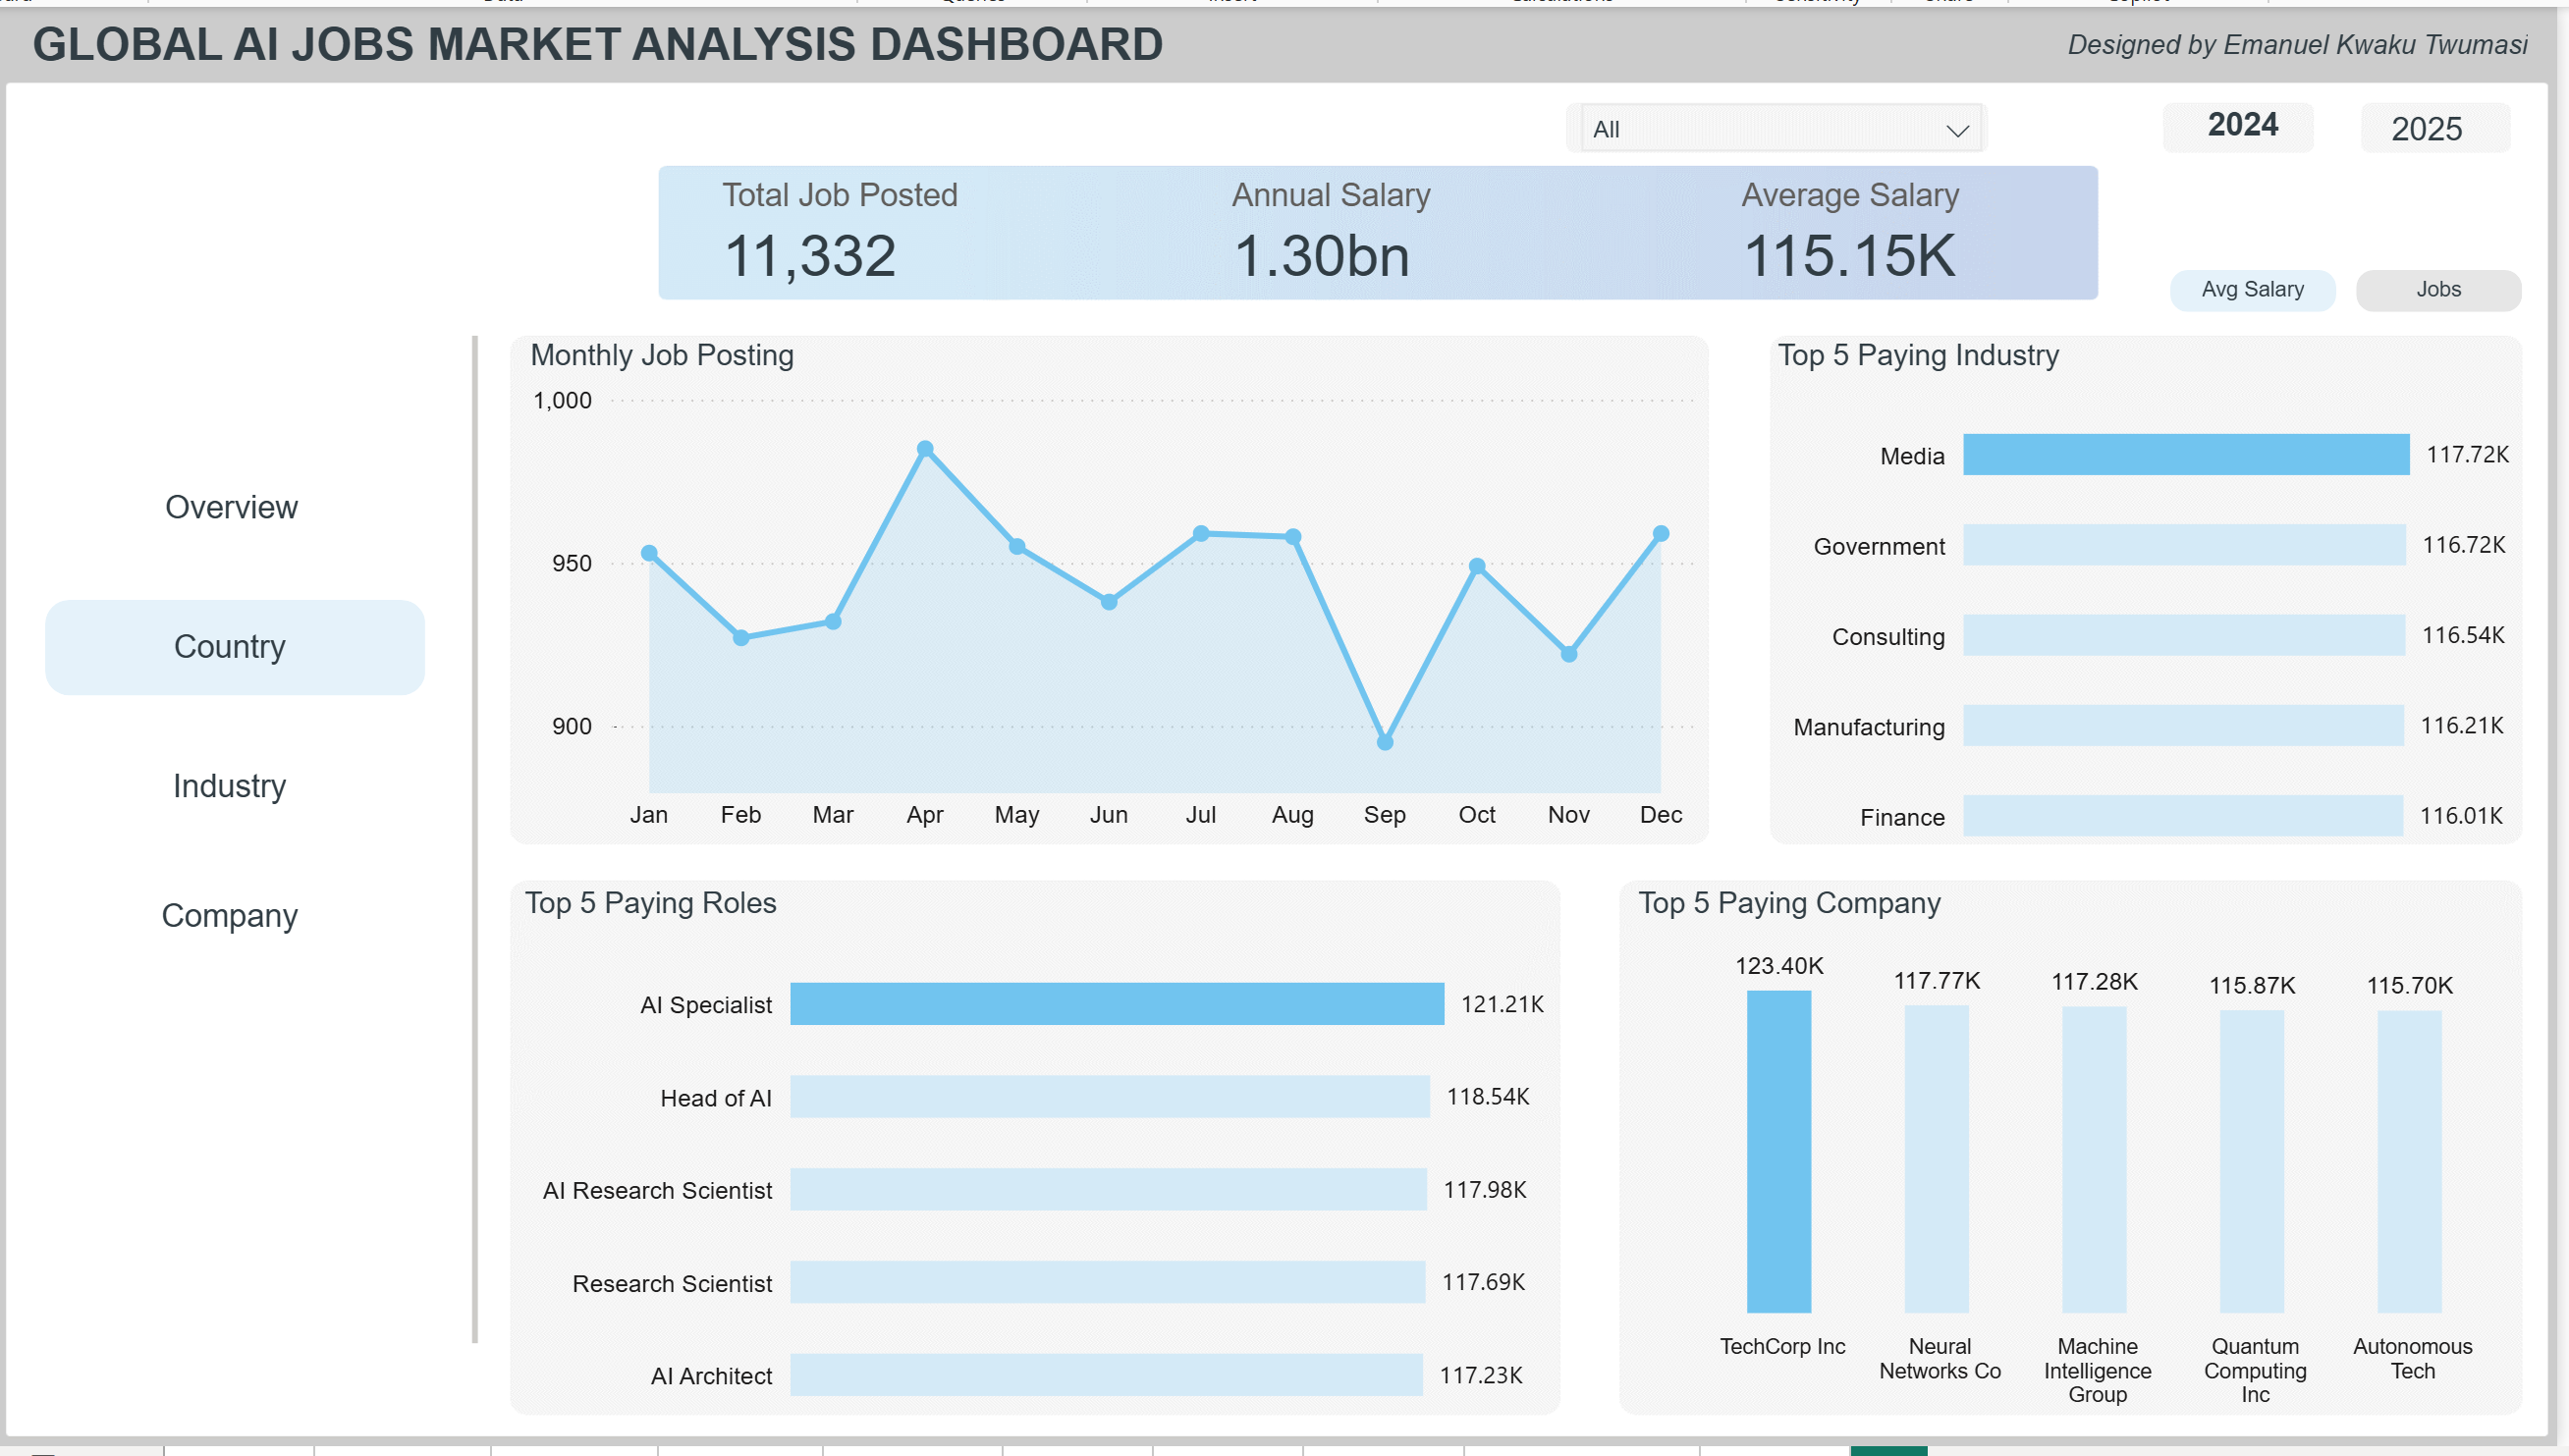 GLOBAL AI JOBS MARKET ANALYSIS DASHBOARD
Designed by Emanuel Kwaku Twumasi
All
2024
2025
Total Job Posted
11,332
Annual Salary
1.30bn
Average Salary
115.15K
Avg Salary
Jobs
Overview
Country
Industry
Company
Monthly Job Posting
1,000
950
900
Jan Feb Mar Apr May Jun Jul Aug Sep Oct Nov Dec
Top 5 Paying Industry
Media 117.72K
Government 116.72K
Consulting 116.54K
Manufacturing 116.21K
Finance 116.01K
Top 5 Paying Roles
AI Specialist 121.21K
Head of AI 118.54K
AI Research Scientist 117.98K
Research Scientist 117.69K
AI Architect 117.23K
Top 5 Paying Company
123.40K 117.77K 117.28K 115.87K 115.70K
TechCorp Inc
Neural
Networks Co
Machine
Intelligence
Group
Quantum
Computing
Inc
Autonomous
Tech